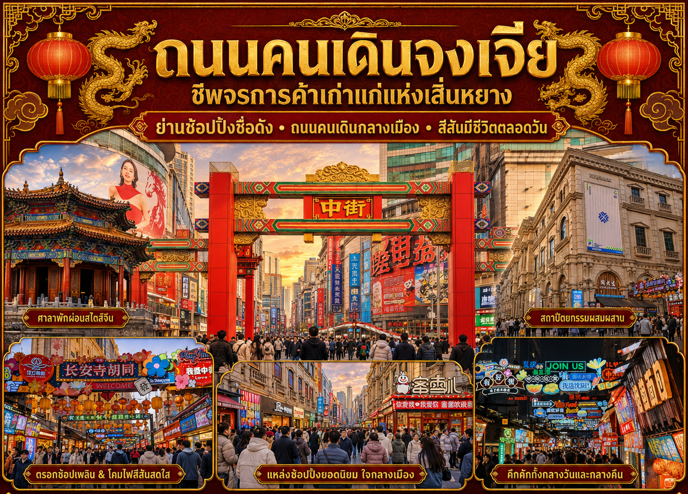 ถนนคนเดินจงเจีย
ชีพจรการค้าเก่าแก่แห่งเสิ่นหยาง
ย่านช้อปปิ้งชื่อดัง • ถนนคนเดินกลางเมือง • สีสันมีชีวิตตลอดวัน
中街
ศาลาพักผ่อนสไตล์จีน
สถาปัตยกรรมผสมผสาน
长安寺胡同
JOIN US
ตรอกช้อปเพลิน & โคมไฟสีสันสดใส
แหล่งช้อปปิ้งยอดนิยม ใจกลางเมือง
คึกคักทั้งกลางวันและกลางคืน